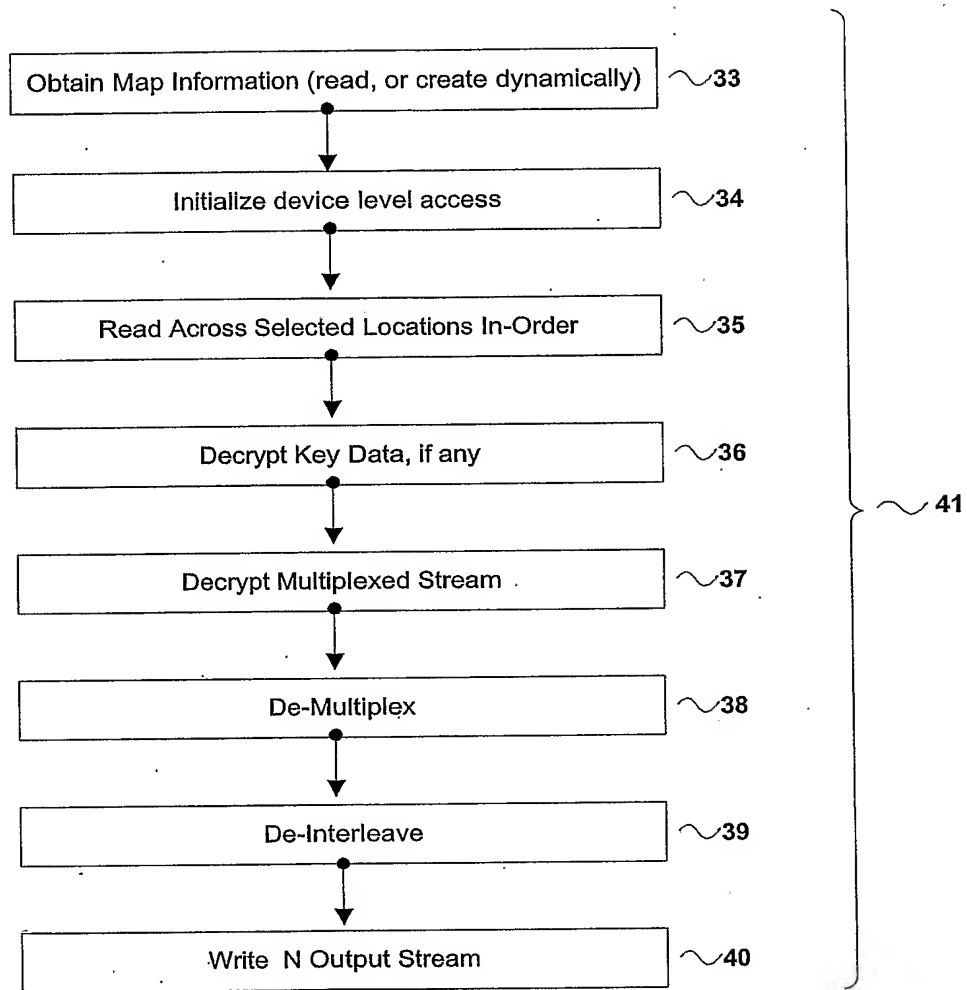 Obtain Map Information (read, or create dynamically) 33
Initialize device level access 34
Read Across Selected Locations In-Order 35
Decrypt Key Data, if any 36
41
Decrypt Multiplexed Stream 37
De-Multiplex 38
De-Interleave 39
Write N Output Stream 40